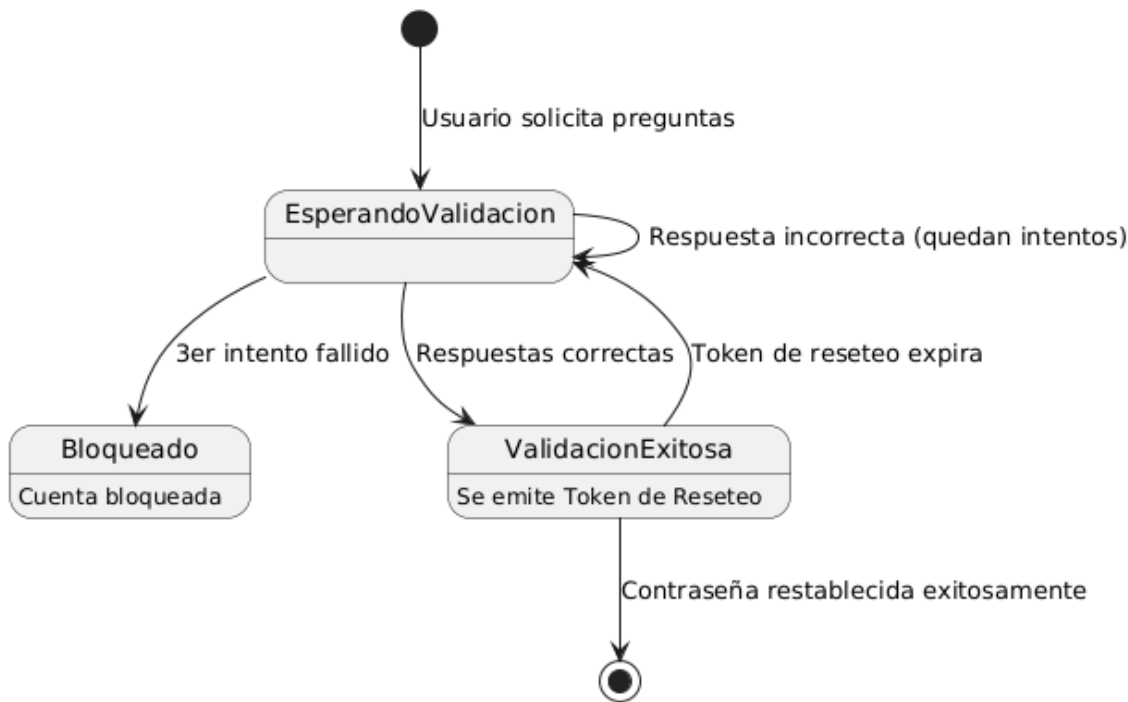 Usuario solicita preguntas
EsperandoValidacion
Respuesta incorrecta (quedan intentos)
3er intento fallido
Respuestas correctas
Token de reseteo expira
Bloqueado
Cuenta bloqueada
ValidacionExitosa
Se emite Token de Reseteo
Contraseña restablecida exitosamente